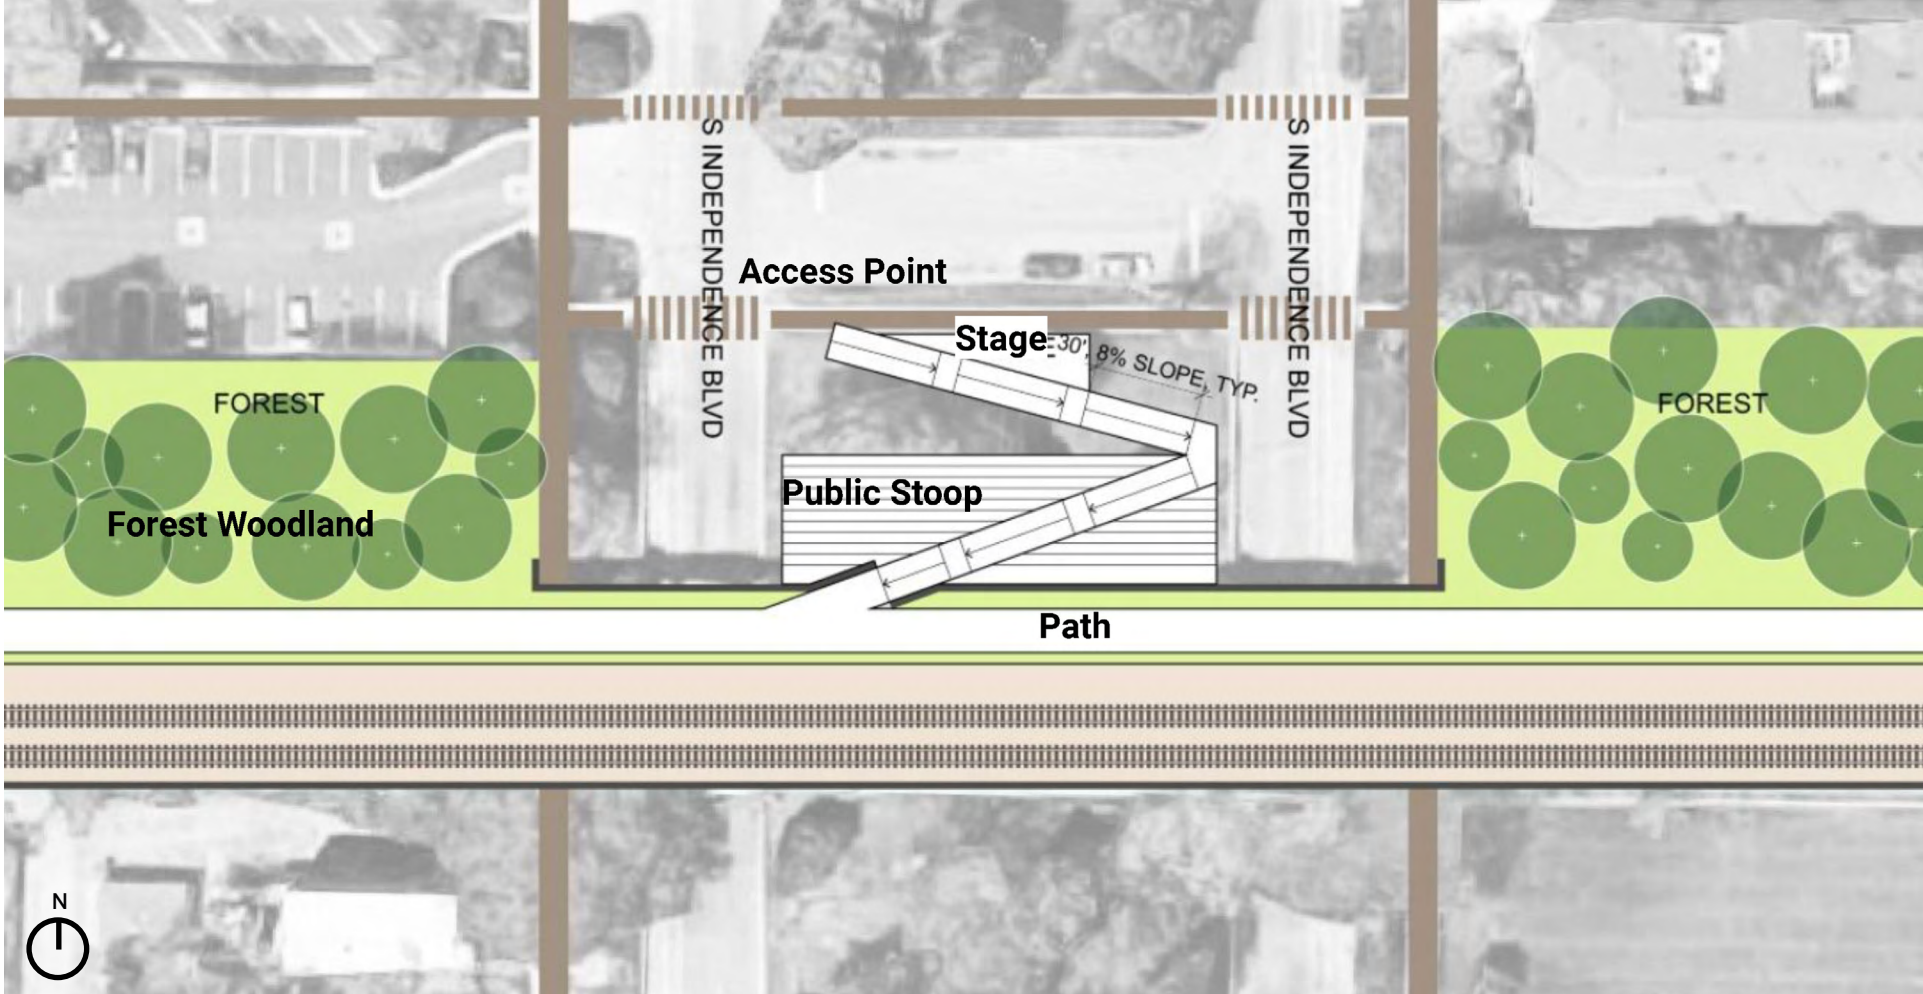 S INDEPENDENCE BLVD
S INDEPENDENCE BLVD
Access Point
Stage
30', 8% SLOPE, TYP.
FOREST
FOREST
Public Stoop
Forest Woodland
Path
N